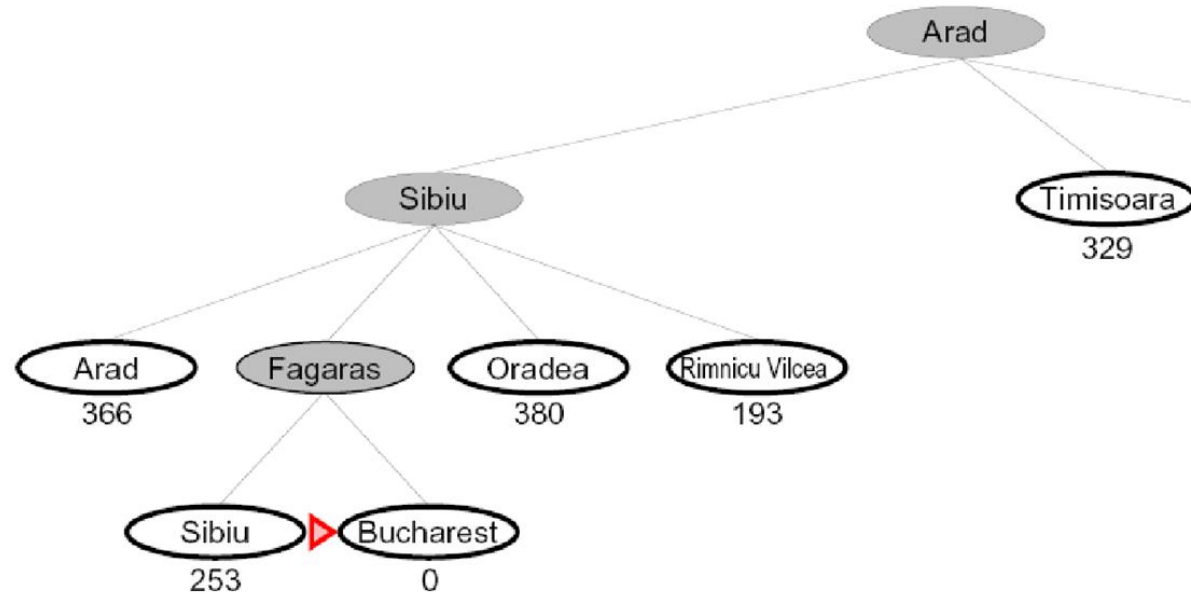 Arad
Sibiu
Timisoara
329
Arad
Fagaras
Oradea
Rimnicu Vilcea
366
380
193
Sibiu
Bucharest
253
0